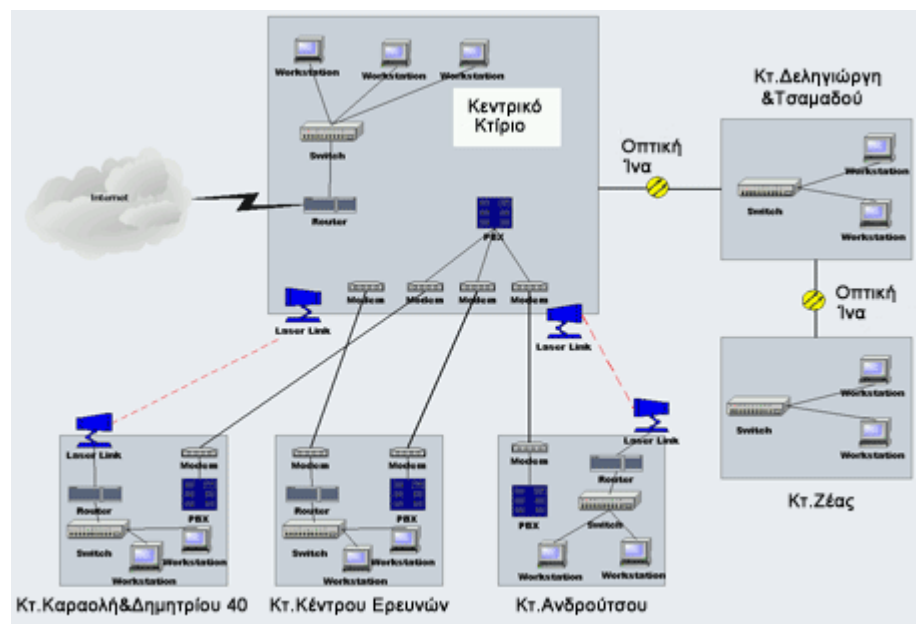 Workstation
Workstation
Workstation
Κεντρικό
Κτίριο
Switch
Internet
Router
PBX
Modem
Modem
Modem
Modem
Laser Link
Laser Link
Οπτική
Ίνα
Κτ.Δεληγιώργη
&Τσαμαδού
Workstation
Switch
Workstation
Οπτική
Ίνα
Workstation
Switch
Workstation
Κτ.Ζέας
Laser Link
Modem
Router
PBX
Switch
Workstation
Workstation
Κτ.Καραολή&Δημητρίου 40
Modem
Modem
Router
PBX
Switch
Workstation
Workstation
Κτ.Κέντρου Ερευνών
Laser Link
Modem
Router
PBX
Switch
Workstation
Workstation
Κτ.Ανδρούτσου